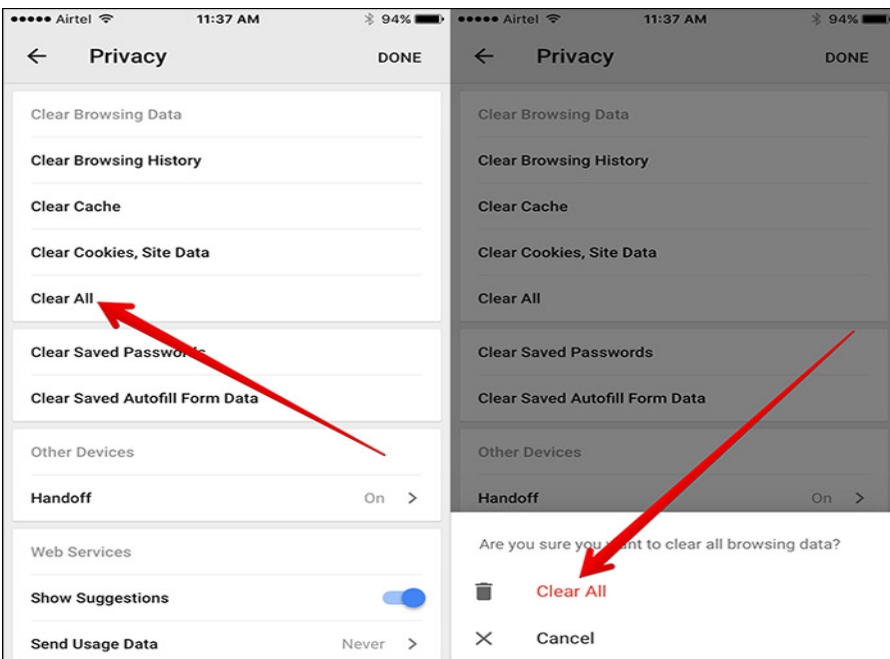 Airtel 11:37 AM 94%
Privacy DONE
Clear Browsing Data
Clear Browsing History
Clear Cache
Clear Cookies, Site Data
Clear All
Clear Saved Passwords
Clear Saved Autofill Form Data
Other Devices
Handoff On
Web Services
Show Suggestions
Send Usage Data Never
Airtel 11:37 AM 94%
Privacy DONE
Clear Browsing Data
Clear Browsing History
Clear Cache
Clear Cookies, Site Data
Clear All
Clear Saved Passwords
Clear Saved Autofill Form Data
Other Devices
Handoff On
Are you sure you want to clear all browsing data?
Clear All
Cancel